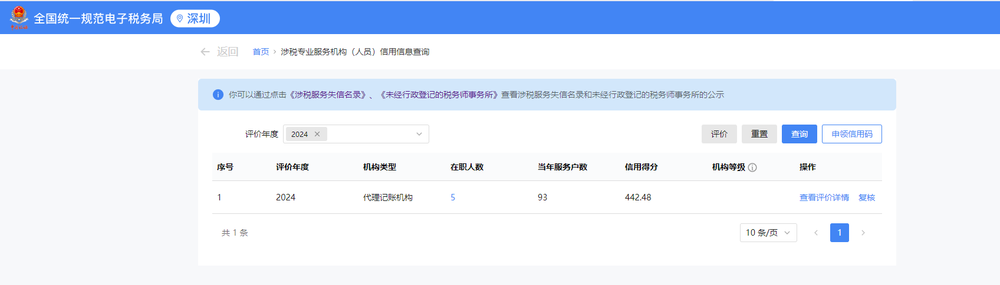 全国统一规范电子税务局 深圳
返回 首页 > 涉税专业服务机构（人员）信用信息查询
你可以通过点击《涉税服务失信名录》、《未经行政登记的税务师事务所》查看涉税服务失信名录和未经行政登记的税务师事务所的公示
评价年度 2024 × 评价 重置 查询 申领信用码
序号 评价年度 机构类型 在职人数 当年服务户数 信用得分 机构等级 操作
1 2024 代理记账机构 5 93 442.48 查看评价详情 复核
共 1 条 10 条/页 < 1 >